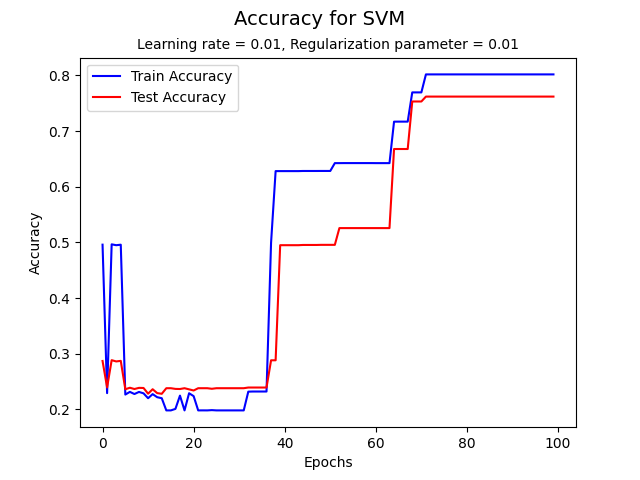 Accuracy for SVM
Learning rate = 0.01, Regularization parameter = 0.01
Train Accuracy
Test Accuracy
Accuracy
0.8
0.7
0.6
0.5
0.4
0.3
0.2
0 20 40 60 80 100
Epochs